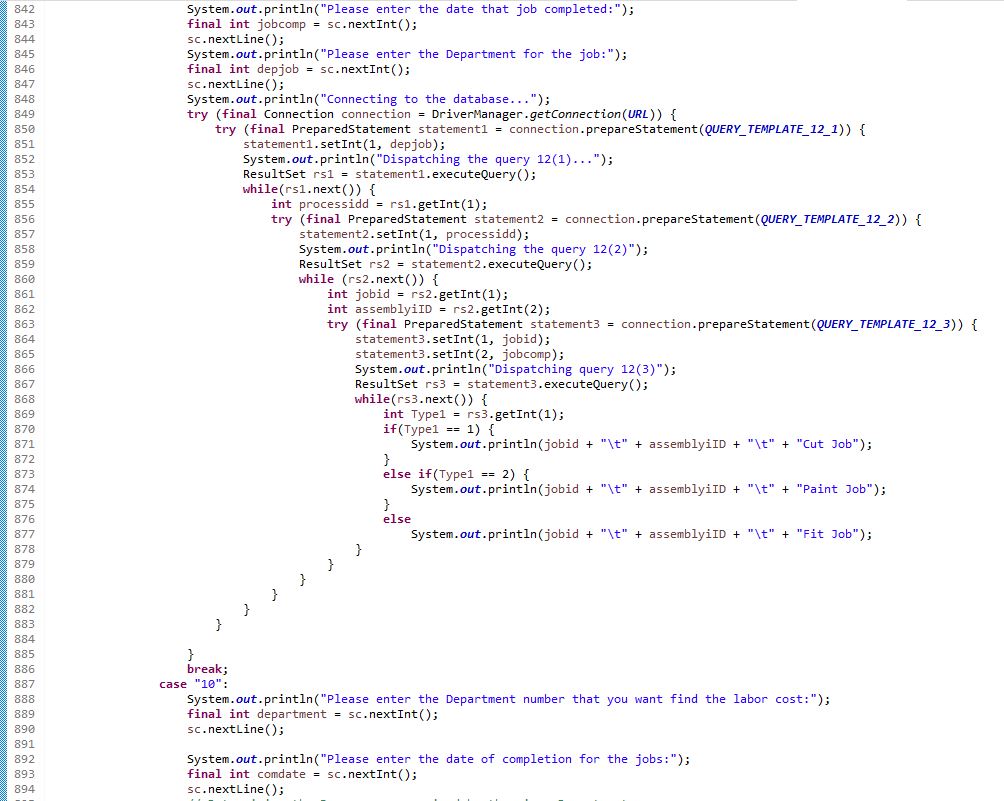 842 System.out.println("Please enter the date that job completed:");
843 final int jobcomp = sc.nextInt();
844 sc.nextLine();
845 System.out.println("Please enter the Department for the job:");
846 final int depjob = sc.nextInt();
847 sc.nextLine();
848 System.out.println("Connecting to the database...");
849 try (final Connection connection = DriverManager.getConnection(URL)) {
850 try (final PreparedStatement statement1 = connection.prepareStatement(QUERY_TEMPLATE_12_1)) {
851 statement1.setInt(1, depjob);
852 System.out.println("Dispatching the query 12(1)...");
853 ResultSet rs1 = statement1.executeQuery();
854 while(rs1.next()) {
855 int processidd = rs1.getInt(1);
856 try (final PreparedStatement statement2 = connection.prepareStatement(QUERY_TEMPLATE_12_2)) {
857 statement2.setInt(1, processidd);
858 System.out.println("Dispatching the query 12(2)");
859 ResultSet rs2 = statement2.executeQuery();
860 while (rs2.next()) {
861 int jobid = rs2.getInt(1);
862 int assemblyiID = rs2.getInt(2);
863 try (final PreparedStatement statement3 = connection.prepareStatement(QUERY_TEMPLATE_12_3)) {
864 statement3.setInt(1, jobid);
865 statement3.setInt(2, jobcomp);
866 System.out.println("Dispatching query 12(3)");
867 ResultSet rs3 = statement3.executeQuery();
868 while(rs3.next()) {
869 int Type1 = rs3.getInt(1);
870 if(Type1 == 1) {
871 System.out.println(jobid + "\t" + assemblyiID + "\t" + "Cut Job");
872 }
873 else if(Type1 == 2) {
874 System.out.println(jobid + "\t" + assemblyiID + "\t" + "Paint Job");
875 }
876 else
877 System.out.println(jobid + "\t" + assemblyiID + "\t" + "Fit Job");
878 }
879 }
880 }
881 }
882 }
883 }
884
885 }
886 break;
887 case "10":
888 System.out.println("Please enter the Department number that you want find the labor cost:");
889 final int department = sc.nextInt();
890 sc.nextLine();
891
892 System.out.println("Please enter the date of completion for the jobs:");
893 final int comdate = sc.nextInt();
894 sc.nextLine();